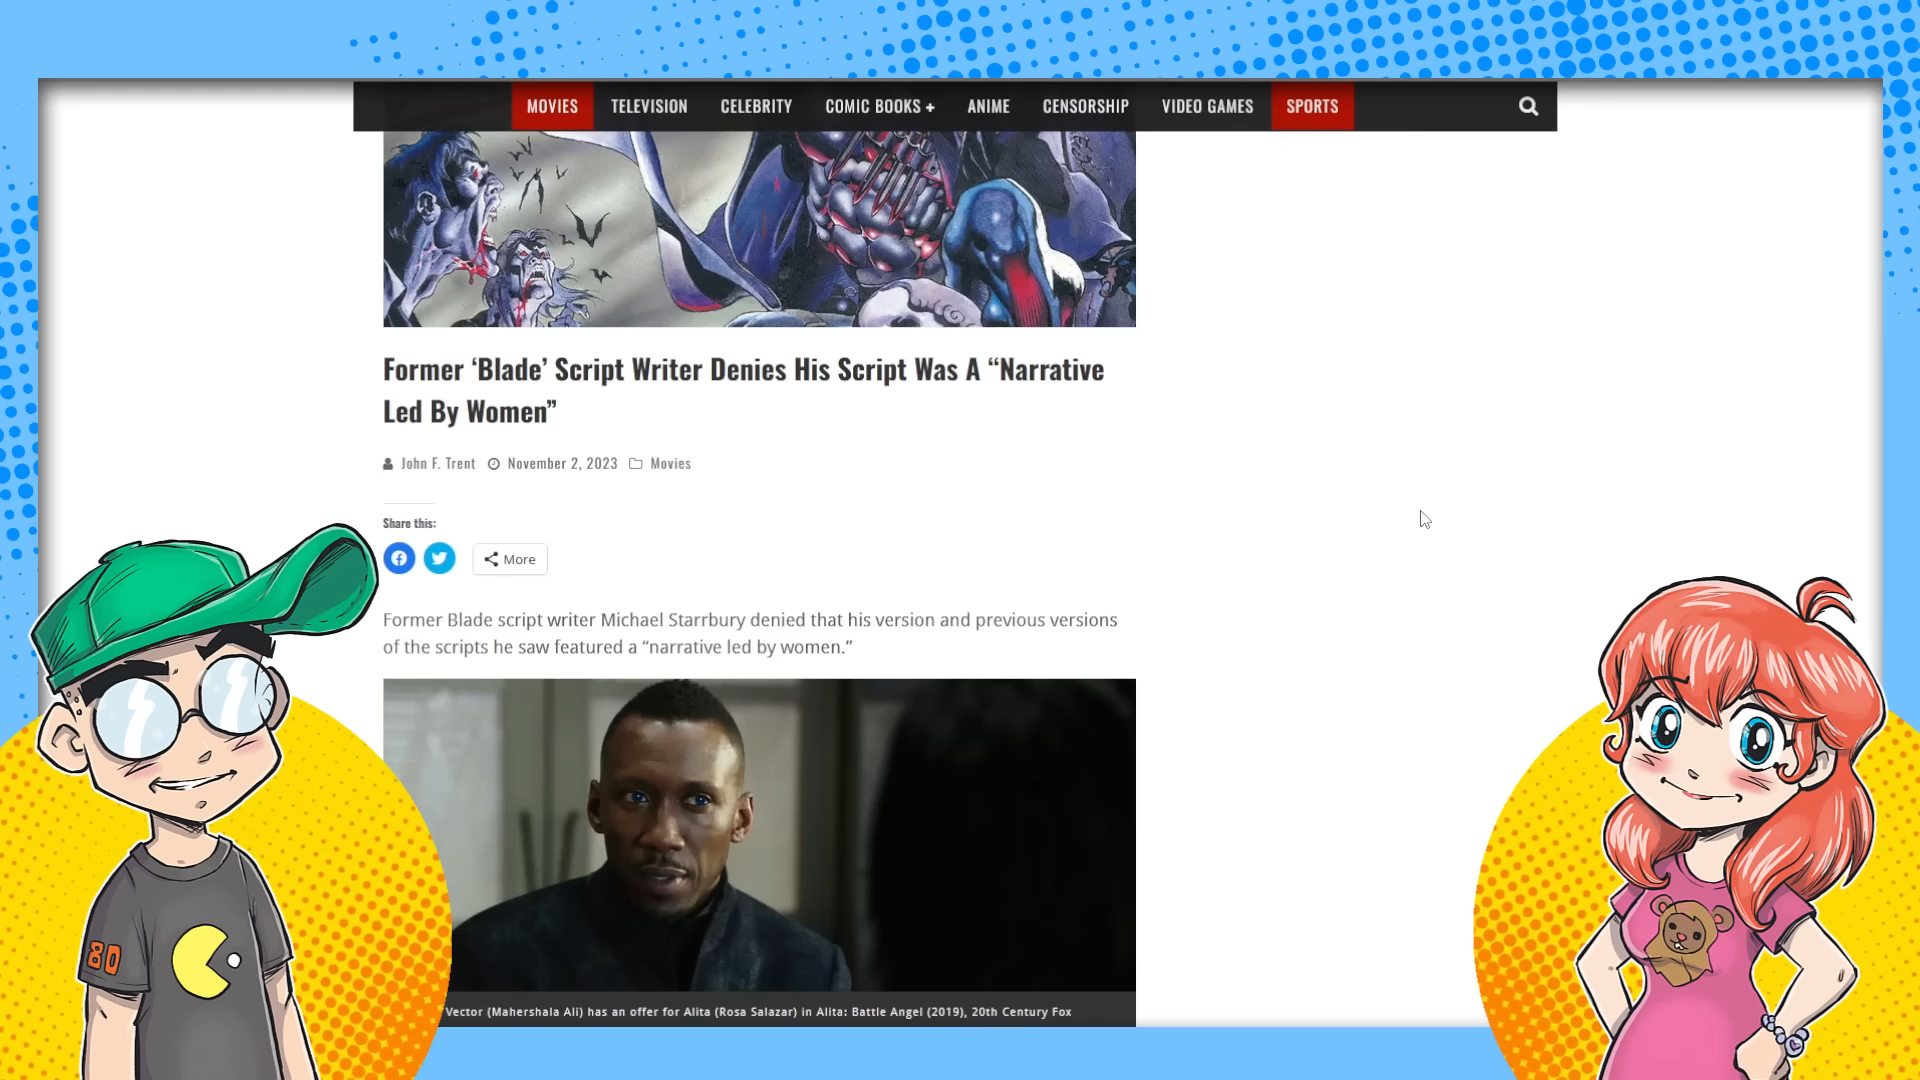 MOVIES TELEVISION CELEBRITY COMIC BOOKS + ANIME CENSORSHIP VIDEO GAMES SPORTS
Former ‘Blade’ Script Writer Denies His Script Was A “Narrative
Led By Women”
John F. Trent November 2, 2023 Movies
Share this:
More
Former Blade script writer Michael Starrbury denied that his version and previous versions
of the scripts he saw featured a “narrative led by women.”
Vector (Mahershala Ali) has an offer for Alita (Rosa Salazar) in Alita: Battle Angel (2019), 20th Century Fox
80